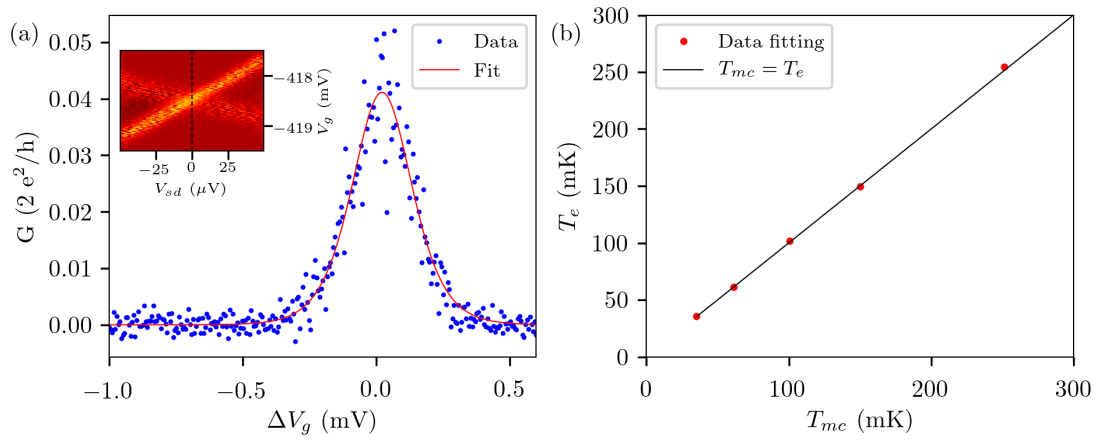 (a)
G (2 e²/h)
0.05
0.04
0.03
0.02
0.01
0.00
Data
Fit
−418
−419
V_g (mV)
−25
0
25
V_sd (μV)
−1.0
−0.5
0.0
0.5
ΔV_g (mV)
(b)
T_e (mK)
300
250
200
150
100
50
0
Data fitting
T_mc = T_e
0
100
200
300
T_mc (mK)